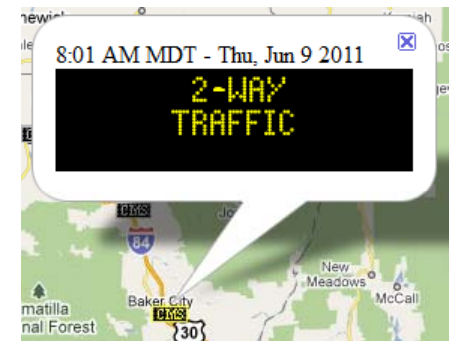 8:01 AM MDT - Thu, Jun 9 2011
2-WAY
TRAFFIC
CMS
84
New
Meadows
McCall
Baker City
CMS
30
nal Forest